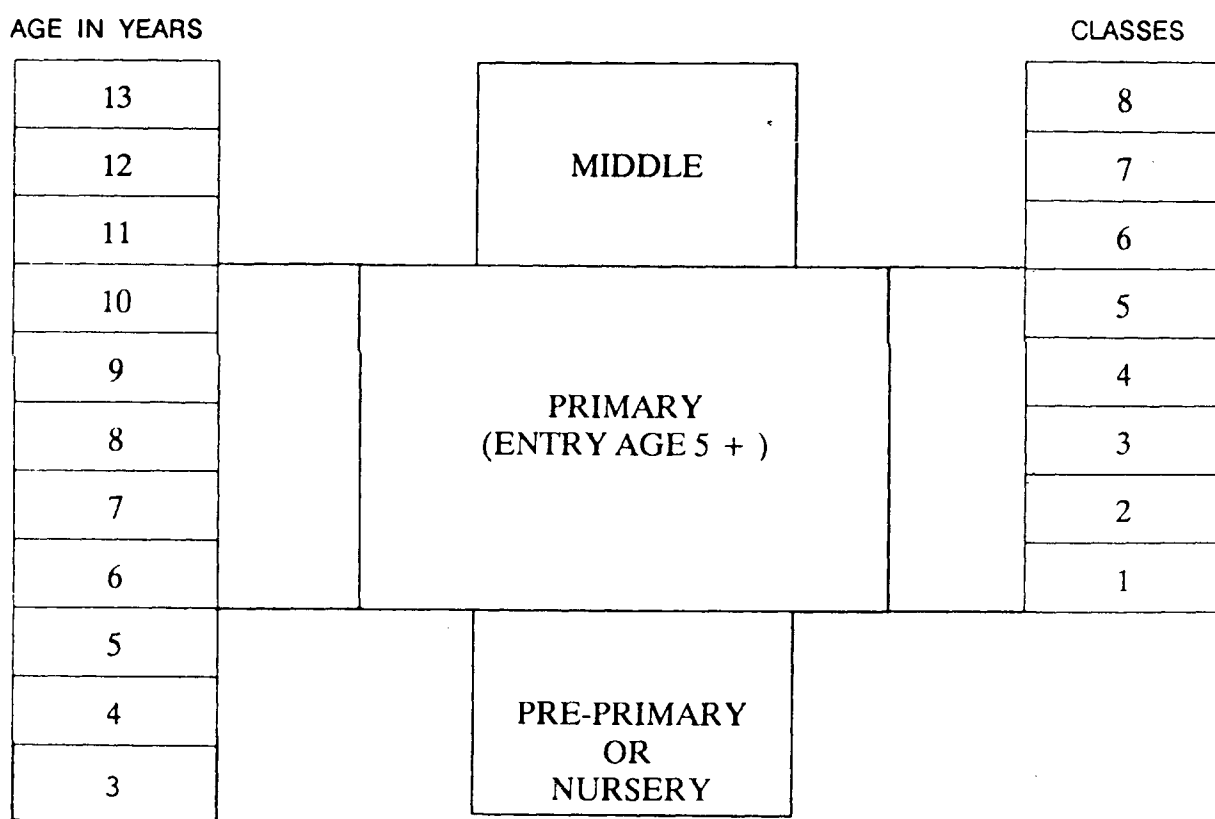 AGE IN YEARS
CLASSES
13
12
11
10
9
8
7
6
5
4
3
MIDDLE
PRIMARY
(ENTRY AGE 5 + )
PRE-PRIMARY
OR
NURSERY
8
7
6
5
4
3
2
1